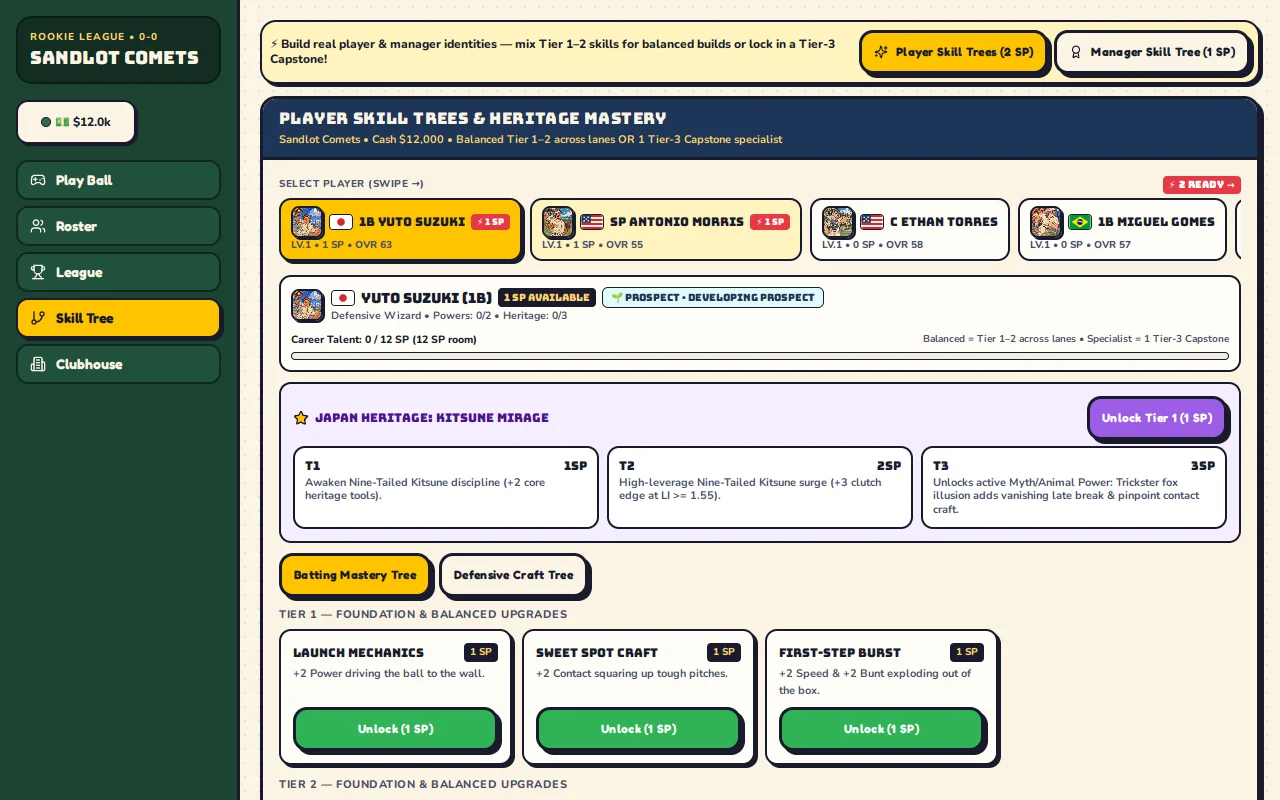 ROOKIE LEAGUE • 0-0
SANDLOT COMETS
💵 $12.0k
Play Ball
Roster
League
Skill Tree
Clubhouse
⚡ Build real player & manager identities — mix Tier 1–2 skills for balanced builds or lock in a Tier-3
Capstone!
Player Skill Trees (2 SP)
Manager Skill Tree (1 SP)
PLAYER SKILL TREES & HERITAGE MASTERY
Sandlot Comets • Cash $12,000 • Balanced Tier 1–2 across lanes OR 1 Tier-3 Capstone specialist
SELECT PLAYER (SWIPE →)
⚡ 2 READY →
1B YUTO SUZUKI
⚡ 1 SP
LV.1 • 1 SP • OVR 63
SP ANTONIO MORRIS
⚡ 1 SP
LV.1 • 1 SP • OVR 55
C ETHAN TORRES
LV.1 • 0 SP • OVR 58
1B MIGUEL GOMES
LV.1 • 0 SP • OVR 57
YUTO SUZUKI (1B)
1 SP AVAILABLE
🌱 PROSPECT • DEVELOPING PROSPECT
Defensive Wizard • Powers: 0/2 • Heritage: 0/3
Career Talent: 0 / 12 SP (12 SP room)
Balanced = Tier 1–2 across lanes • Specialist = 1 Tier-3 Capstone
JAPAN HERITAGE: KITSUNE MIRAGE
Unlock Tier 1 (1 SP)
T1
1SP
Awaken Nine-Tailed Kitsune discipline (+2 core
heritage tools).
T2
2SP
High-leverage Nine-Tailed Kitsune surge (+3 clutch
edge at LI >= 1.55).
T3
3SP
Unlocks active Myth/Animal Power: Trickster fox
illusion adds vanishing late break & pinpoint contact
craft.
Batting Mastery Tree
Defensive Craft Tree
TIER 1 — FOUNDATION & BALANCED UPGRADES
LAUNCH MECHANICS
1 SP
+2 Power driving the ball to the wall.
Unlock (1 SP)
SWEET SPOT CRAFT
1 SP
+2 Contact squaring up tough pitches.
Unlock (1 SP)
FIRST-STEP BURST
1 SP
+2 Speed & +2 Bunt exploding out of
the box.
Unlock (1 SP)
TIER 2 — FOUNDATION & BALANCED UPGRADES